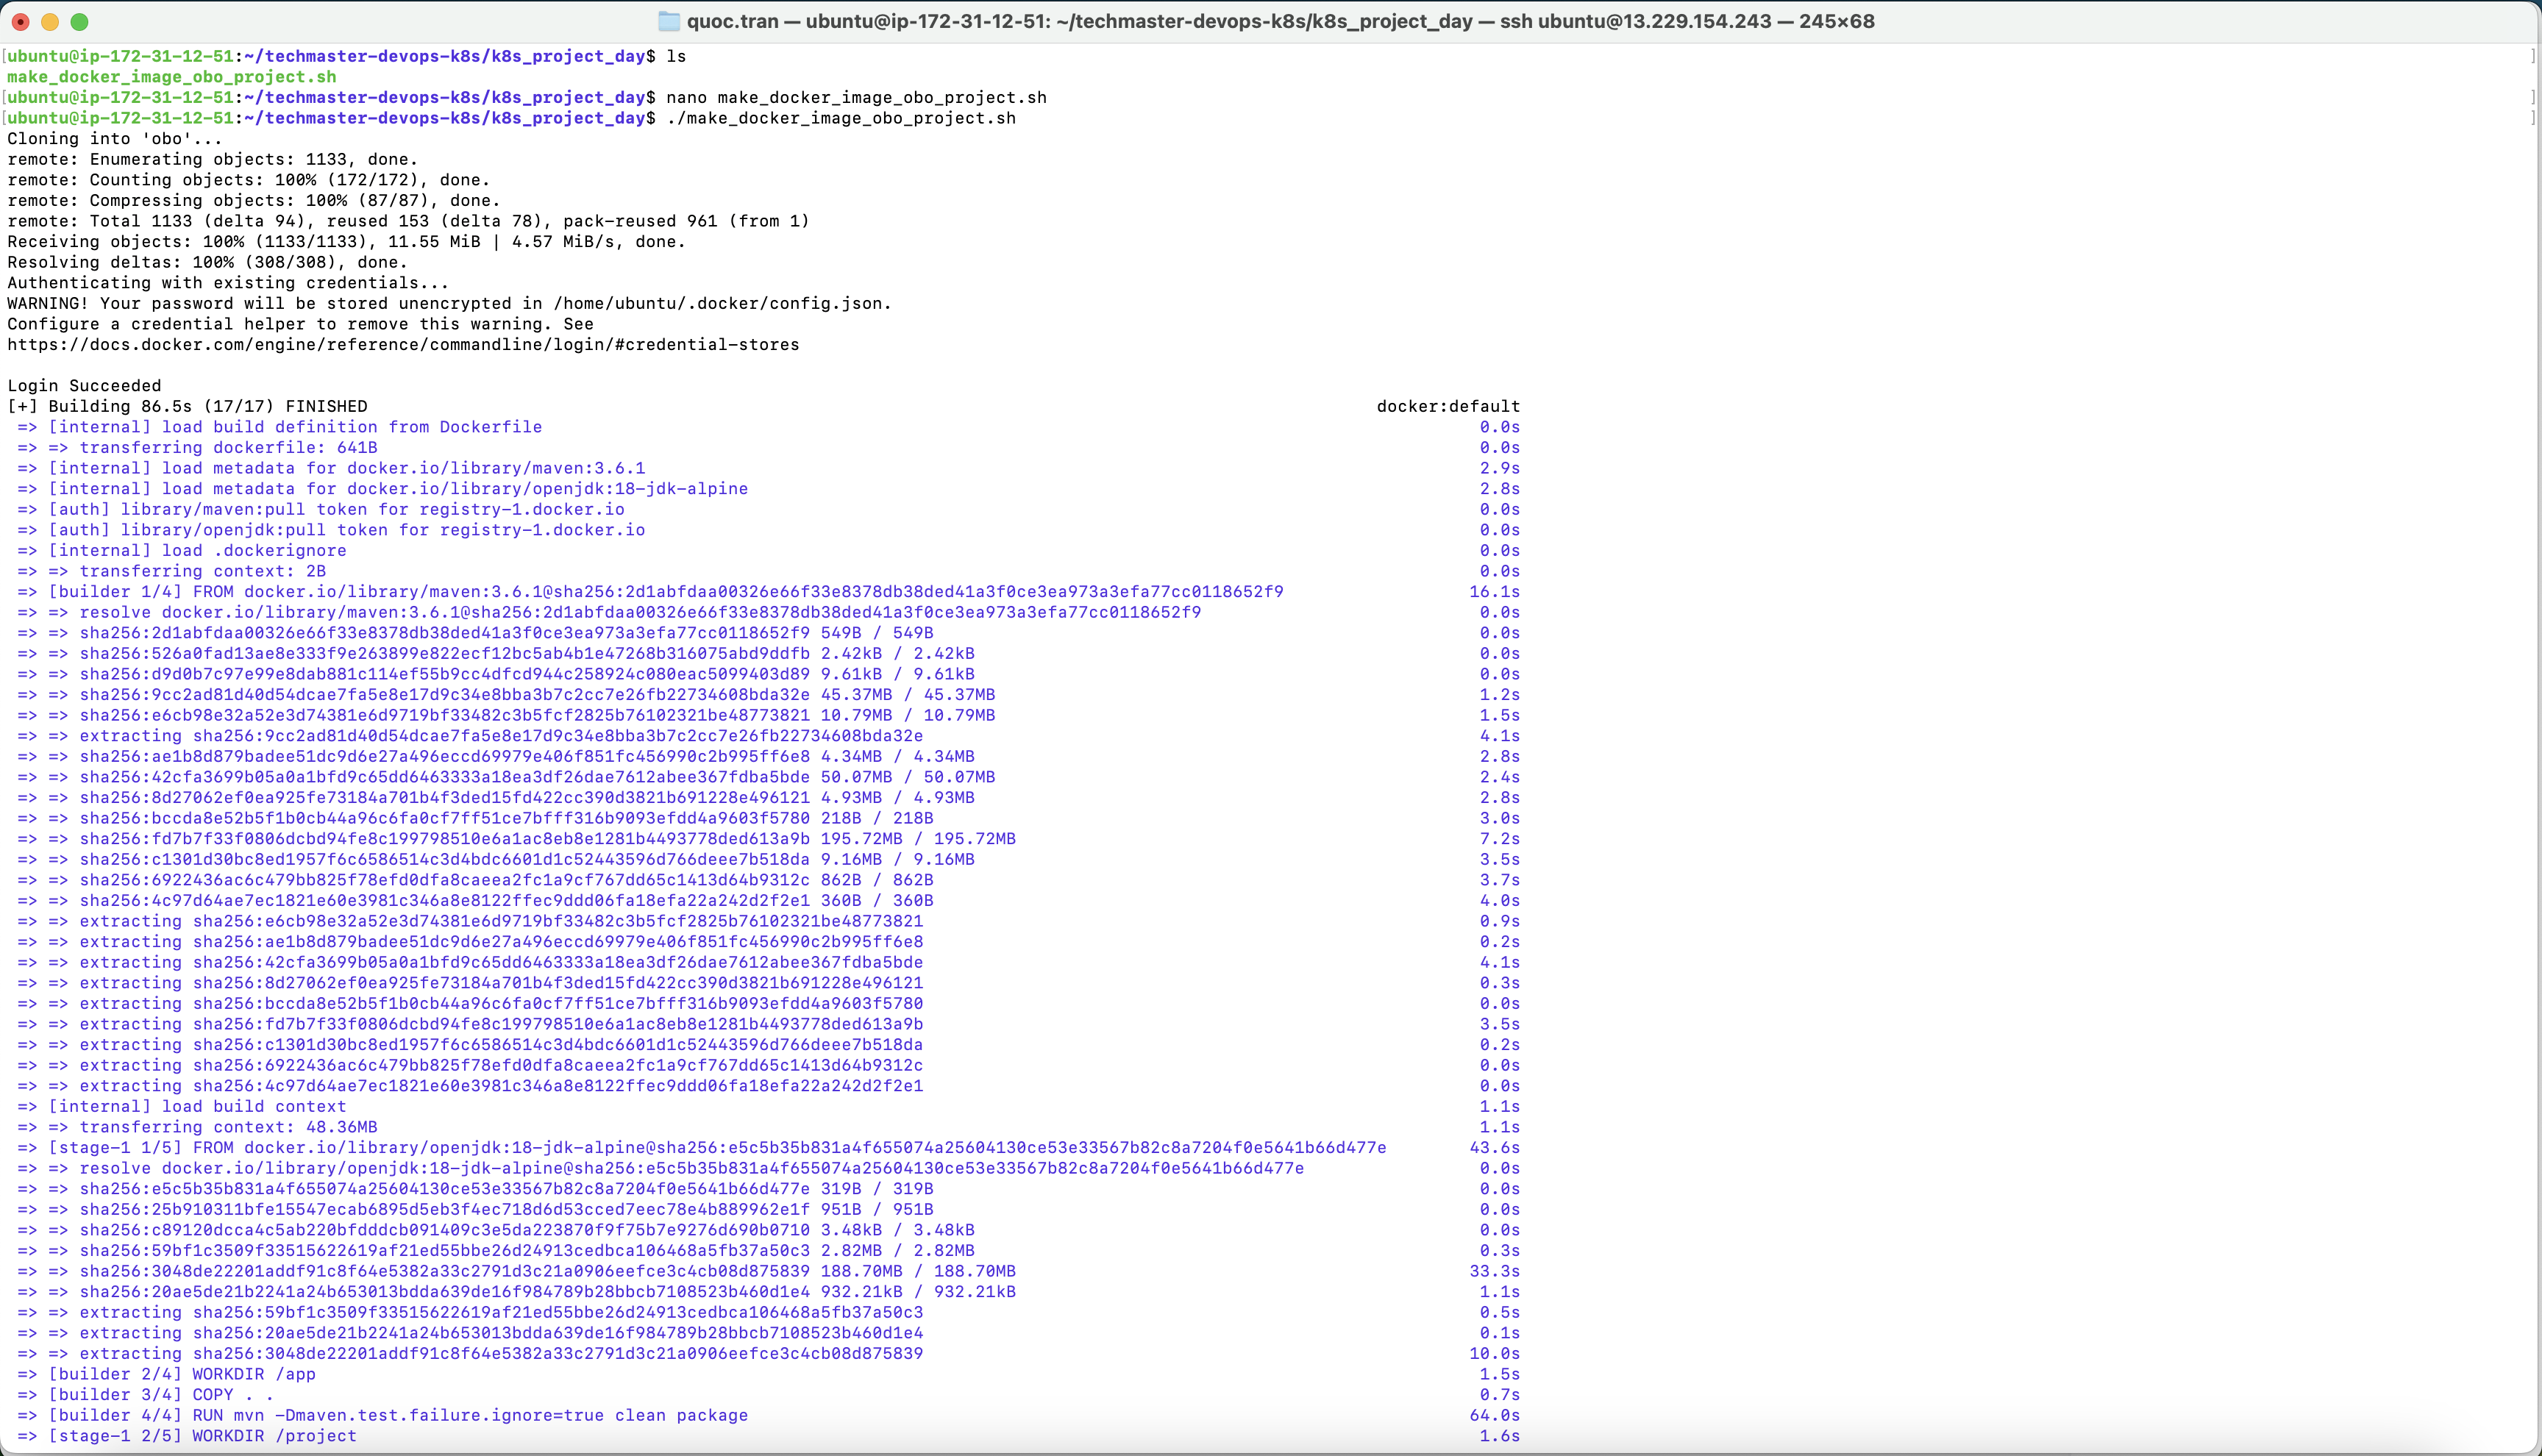 quoc.tran — ubuntu@ip-172-31-12-51: ~/techmaster-devops-k8s/k8s_project_day — ssh ubuntu@13.229.154.243 — 245×68
[ubuntu@ip-172-31-12-51:~/techmaster-devops-k8s/k8s_project_day$ ls ]
make_docker_image_obo_project.sh
[ubuntu@ip-172-31-12-51:~/techmaster-devops-k8s/k8s_project_day$ nano make_docker_image_obo_project.sh ]
[ubuntu@ip-172-31-12-51:~/techmaster-devops-k8s/k8s_project_day$ ./make_docker_image_obo_project.sh ]
Cloning into 'obo'...
remote: Enumerating objects: 1133, done.
remote: Counting objects: 100% (172/172), done.
remote: Compressing objects: 100% (87/87), done.
remote: Total 1133 (delta 94), reused 153 (delta 78), pack-reused 961 (from 1)
Receiving objects: 100% (1133/1133), 11.55 MiB | 4.57 MiB/s, done.
Resolving deltas: 100% (308/308), done.
Authenticating with existing credentials...
WARNING! Your password will be stored unencrypted in /home/ubuntu/.docker/config.json.
Configure a credential helper to remove this warning. See
https://docs.docker.com/engine/reference/commandline/login/#credential-stores
Login Succeeded
[+] Building 86.5s (17/17) FINISHED docker:default
=> [internal] load build definition from Dockerfile 0.0s
=> => transferring dockerfile: 641B 0.0s
=> [internal] load metadata for docker.io/library/maven:3.6.1 2.9s
=> [internal] load metadata for docker.io/library/openjdk:18-jdk-alpine 2.8s
=> [auth] library/maven:pull token for registry-1.docker.io 0.0s
=> [auth] library/openjdk:pull token for registry-1.docker.io 0.0s
=> [internal] load .dockerignore 0.0s
=> => transferring context: 2B 0.0s
=> [builder 1/4] FROM docker.io/library/maven:3.6.1@sha256:2d1abfdaa00326e66f33e8378db38ded41a3f0ce3ea973a3efa77cc0118652f9 16.1s
=> => resolve docker.io/library/maven:3.6.1@sha256:2d1abfdaa00326e66f33e8378db38ded41a3f0ce3ea973a3efa77cc0118652f9 0.0s
=> => sha256:2d1abfdaa00326e66f33e8378db38ded41a3f0ce3ea973a3efa77cc0118652f9 549B / 549B 0.0s
=> => sha256:526a0fad13ae8e333f9e263899e822ecf12bc5ab4b1e47268b316075abd9ddfb 2.42kB / 2.42kB 0.0s
=> => sha256:d9d0b7c97e99e8dab881c114ef55b9cc4dfcd944c258924c080eac5099403d89 9.61kB / 9.61kB 0.0s
=> => sha256:9cc2ad81d40d54dcae7fa5e8e17d9c34e8bba3b7c2cc7e26fb22734608bda32e 45.37MB / 45.37MB 1.2s
=> => sha256:e6cb98e32a52e3d74381e6d9719bf33482c3b5fcf2825b76102321be48773821 10.79MB / 10.79MB 1.5s
=> => extracting sha256:9cc2ad81d40d54dcae7fa5e8e17d9c34e8bba3b7c2cc7e26fb22734608bda32e 4.1s
=> => sha256:ae1b8d879badee51dc9d6e27a496eccd69979e406f851fc456990c2b995ff6e8 4.34MB / 4.34MB 2.8s
=> => sha256:42cfa3699b05a0a1bfd9c65dd6463333a18ea3df26dae7612abee367fdba5bde 50.07MB / 50.07MB 2.4s
=> => sha256:8d27062ef0ea925fe73184a701b4f3ded15fd422cc390d3821b691228e496121 4.93MB / 4.93MB 2.8s
=> => sha256:bccda8e52b5f1b0cb44a96c6fa0cf7ff51ce7bfff316b9093efdd4a9603f5780 218B / 218B 3.0s
=> => sha256:fd7b7f33f0806dcbd94fe8c199798510e6a1ac8eb8e1281b4493778ded613a9b 195.72MB / 195.72MB 7.2s
=> => sha256:c1301d30bc8ed1957f6c6586514c3d4bdc6601d1c52443596d766deee7b518da 9.16MB / 9.16MB 3.5s
=> => sha256:6922436ac6c479bb825f78efd0dfa8caeea2fc1a9cf767dd65c1413d64b9312c 862B / 862B 3.7s
=> => sha256:4c97d64ae7ec1821e60e3981c346a8e8122ffec9ddd06fa18efa22a242d2f2e1 360B / 360B 4.0s
=> => extracting sha256:e6cb98e32a52e3d74381e6d9719bf33482c3b5fcf2825b76102321be48773821 0.9s
=> => extracting sha256:ae1b8d879badee51dc9d6e27a496eccd69979e406f851fc456990c2b995ff6e8 0.2s
=> => extracting sha256:42cfa3699b05a0a1bfd9c65dd6463333a18ea3df26dae7612abee367fdba5bde 4.1s
=> => extracting sha256:8d27062ef0ea925fe73184a701b4f3ded15fd422cc390d3821b691228e496121 0.3s
=> => extracting sha256:bccda8e52b5f1b0cb44a96c6fa0cf7ff51ce7bfff316b9093efdd4a9603f5780 0.0s
=> => extracting sha256:fd7b7f33f0806dcbd94fe8c199798510e6a1ac8eb8e1281b4493778ded613a9b 3.5s
=> => extracting sha256:c1301d30bc8ed1957f6c6586514c3d4bdc6601d1c52443596d766deee7b518da 0.2s
=> => extracting sha256:6922436ac6c479bb825f78efd0dfa8caeea2fc1a9cf767dd65c1413d64b9312c 0.0s
=> => extracting sha256:4c97d64ae7ec1821e60e3981c346a8e8122ffec9ddd06fa18efa22a242d2f2e1 0.0s
=> [internal] load build context 1.1s
=> => transferring context: 48.36MB 1.1s
=> [stage-1 1/5] FROM docker.io/library/openjdk:18-jdk-alpine@sha256:e5c5b35b831a4f655074a25604130ce53e33567b82c8a7204f0e5641b66d477e 43.6s
=> => resolve docker.io/library/openjdk:18-jdk-alpine@sha256:e5c5b35b831a4f655074a25604130ce53e33567b82c8a7204f0e5641b66d477e 0.0s
=> => sha256:e5c5b35b831a4f655074a25604130ce53e33567b82c8a7204f0e5641b66d477e 319B / 319B 0.0s
=> => sha256:25b910311bfe15547ecab6895d5eb3f4ec718d6d53cced7eec78e4b889962e1f 951B / 951B 0.0s
=> => sha256:c89120dcca4c5ab220bfdddcb091409c3e5da223870f9f75b7e9276d690b0710 3.48kB / 3.48kB 0.0s
=> => sha256:59bf1c3509f33515622619af21ed55bbe26d24913cedbca106468a5fb37a50c3 2.82MB / 2.82MB 0.3s
=> => sha256:3048de22201addf91c8f64e5382a33c2791d3c21a0906eefce3c4cb08d875839 188.70MB / 188.70MB 33.3s
=> => sha256:20ae5de21b2241a24b653013bdda639de16f984789b28bbcb7108523b460d1e4 932.21kB / 932.21kB 1.1s
=> => extracting sha256:59bf1c3509f33515622619af21ed55bbe26d24913cedbca106468a5fb37a50c3 0.5s
=> => extracting sha256:20ae5de21b2241a24b653013bdda639de16f984789b28bbcb7108523b460d1e4 0.1s
=> => extracting sha256:3048de22201addf91c8f64e5382a33c2791d3c21a0906eefce3c4cb08d875839 10.0s
=> [builder 2/4] WORKDIR /app 1.5s
=> [builder 3/4] COPY . . 0.7s
=> [builder 4/4] RUN mvn -Dmaven.test.failure.ignore=true clean package 64.0s
=> [stage-1 2/5] WORKDIR /project 1.6s